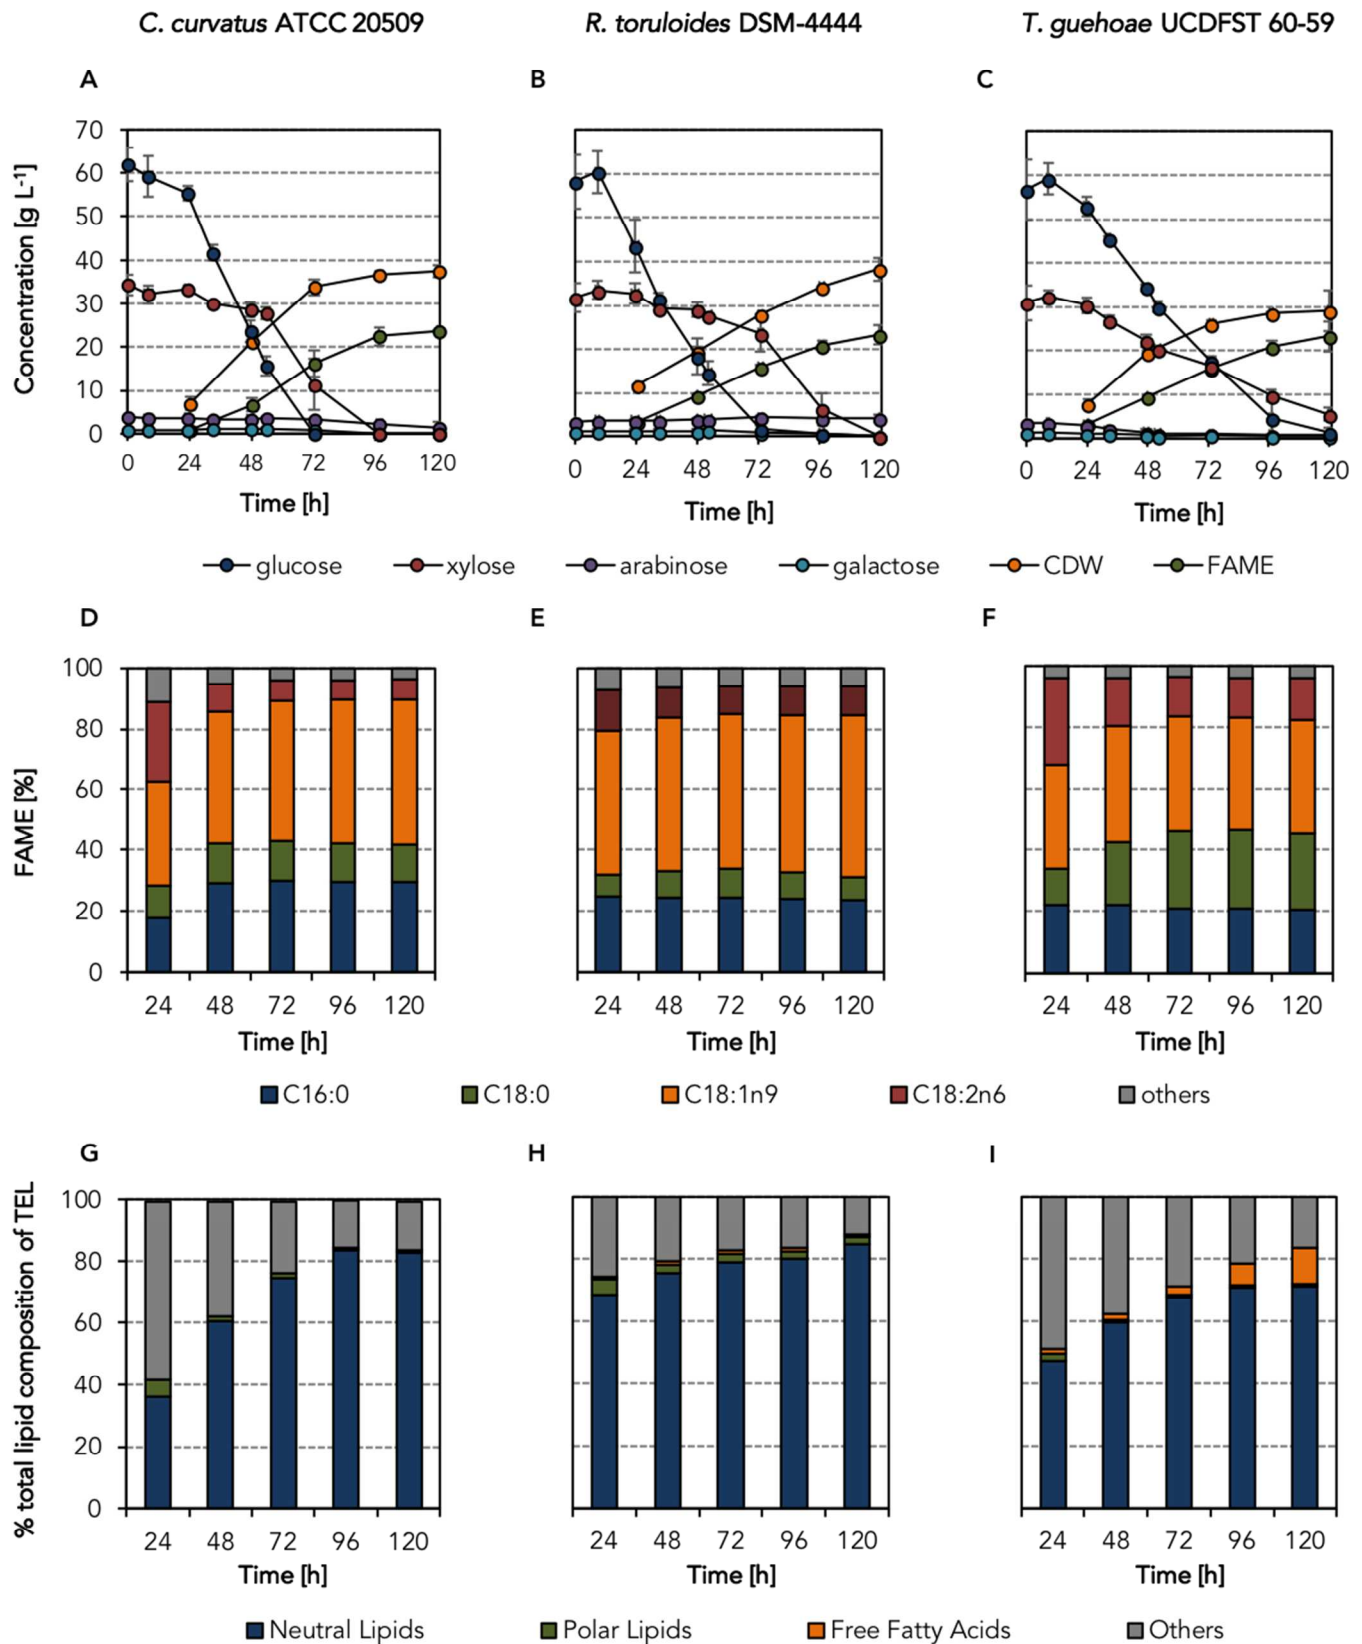 C. curvatus ATCC 20509 R. toruloides DSM-4444 T. guehoae UCDFST 60-59
A B C
Concentration [g L-1]
70
60
50
40
30
20
10
0
0 24 48 72 96 120 0 24 48 72 96 120 0 24 48 72 96 120
Time [h] Time [h] Time [h]
glucose xylose arabinose galactose CDW FAME
D E F
FAME [%]
100
80
60
40
20
0
24 48 72 96 120 24 48 72 96 120 24 48 72 96 120
Time [h] Time [h] Time [h]
C16:0 C18:0 C18:1n9 C18:2n6 others
G H I
% total lipid composition of TEL
100
80
60
40
20
0
24 48 72 96 120 24 48 72 96 120 24 48 72 96 120
Time [h] Time [h] Time [h]
Neutral Lipids Polar Lipids Free Fatty Acids Others